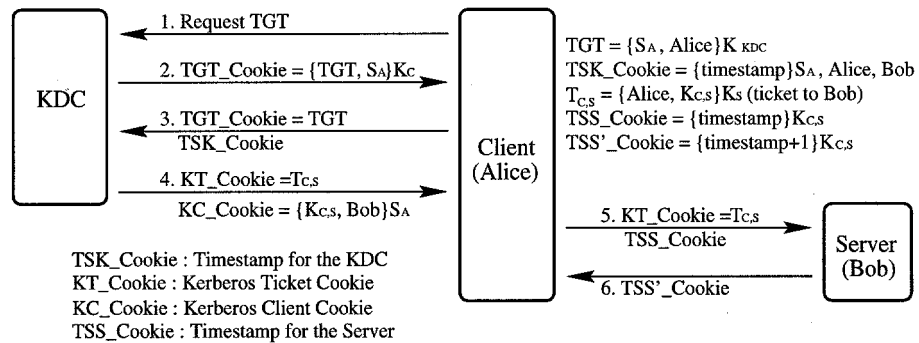 1. Request TGT
2. TGT_Cookie = {TGT, SA}KC
3. TGT_Cookie = TGT
TSK_Cookie
4. KT_Cookie =TC,S
KC_Cookie = {KC,S, Bob}SA
KDC
Client
(Alice)
TGT = {SA, Alice}K KDC
TSK_Cookie = {timestamp}SA, Alice, Bob
TC,S = {Alice, KC,S}KS (ticket to Bob)
TSS_Cookie = {timestamp}KC,S
TSS'_Cookie = {timestamp+1}KC,S
5. KT_Cookie =TC,S
TSS_Cookie
6. TSS'_Cookie
Server
(Bob)
TSK_Cookie : Timestamp for the KDC
KT_Cookie : Kerberos Ticket Cookie
KC_Cookie : Kerberos Client Cookie
TSS_Cookie : Timestamp for the Server